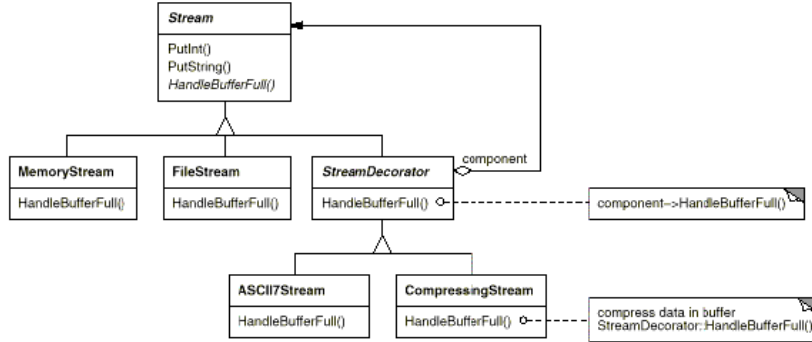 Stream
PutInt()
PutString()
HandleBufferFull()
component
MemoryStream
HandleBufferFull()
FileStream
HandleBufferFull()
StreamDecorator
HandleBufferFull()
component–>HandleBufferFull()
ASCII7Stream
HandleBufferFull()
CompressingStream
HandleBufferFull()
compress data in buffer
StreamDecorator::HandleBufferFull()